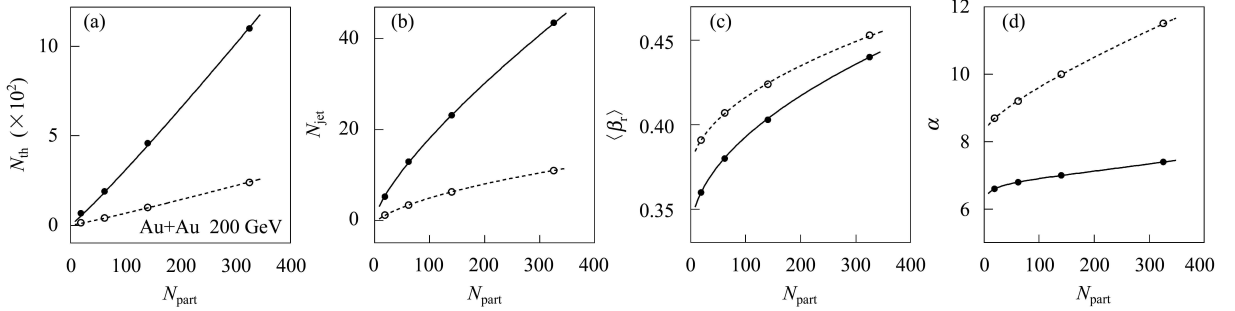 (a)
10
5
0
N_th (×10²)
Au+Au 200 GeV
0 100 200 300 400
N_part
(b)
40
20
0
N_jet
0 100 200 300 400
N_part
(c)
0.45
0.40
0.35
⟨β_r⟩
0 100 200 300 400
N_part
(d)
12
10
8
6
α
0 100 200 300 400
N_part